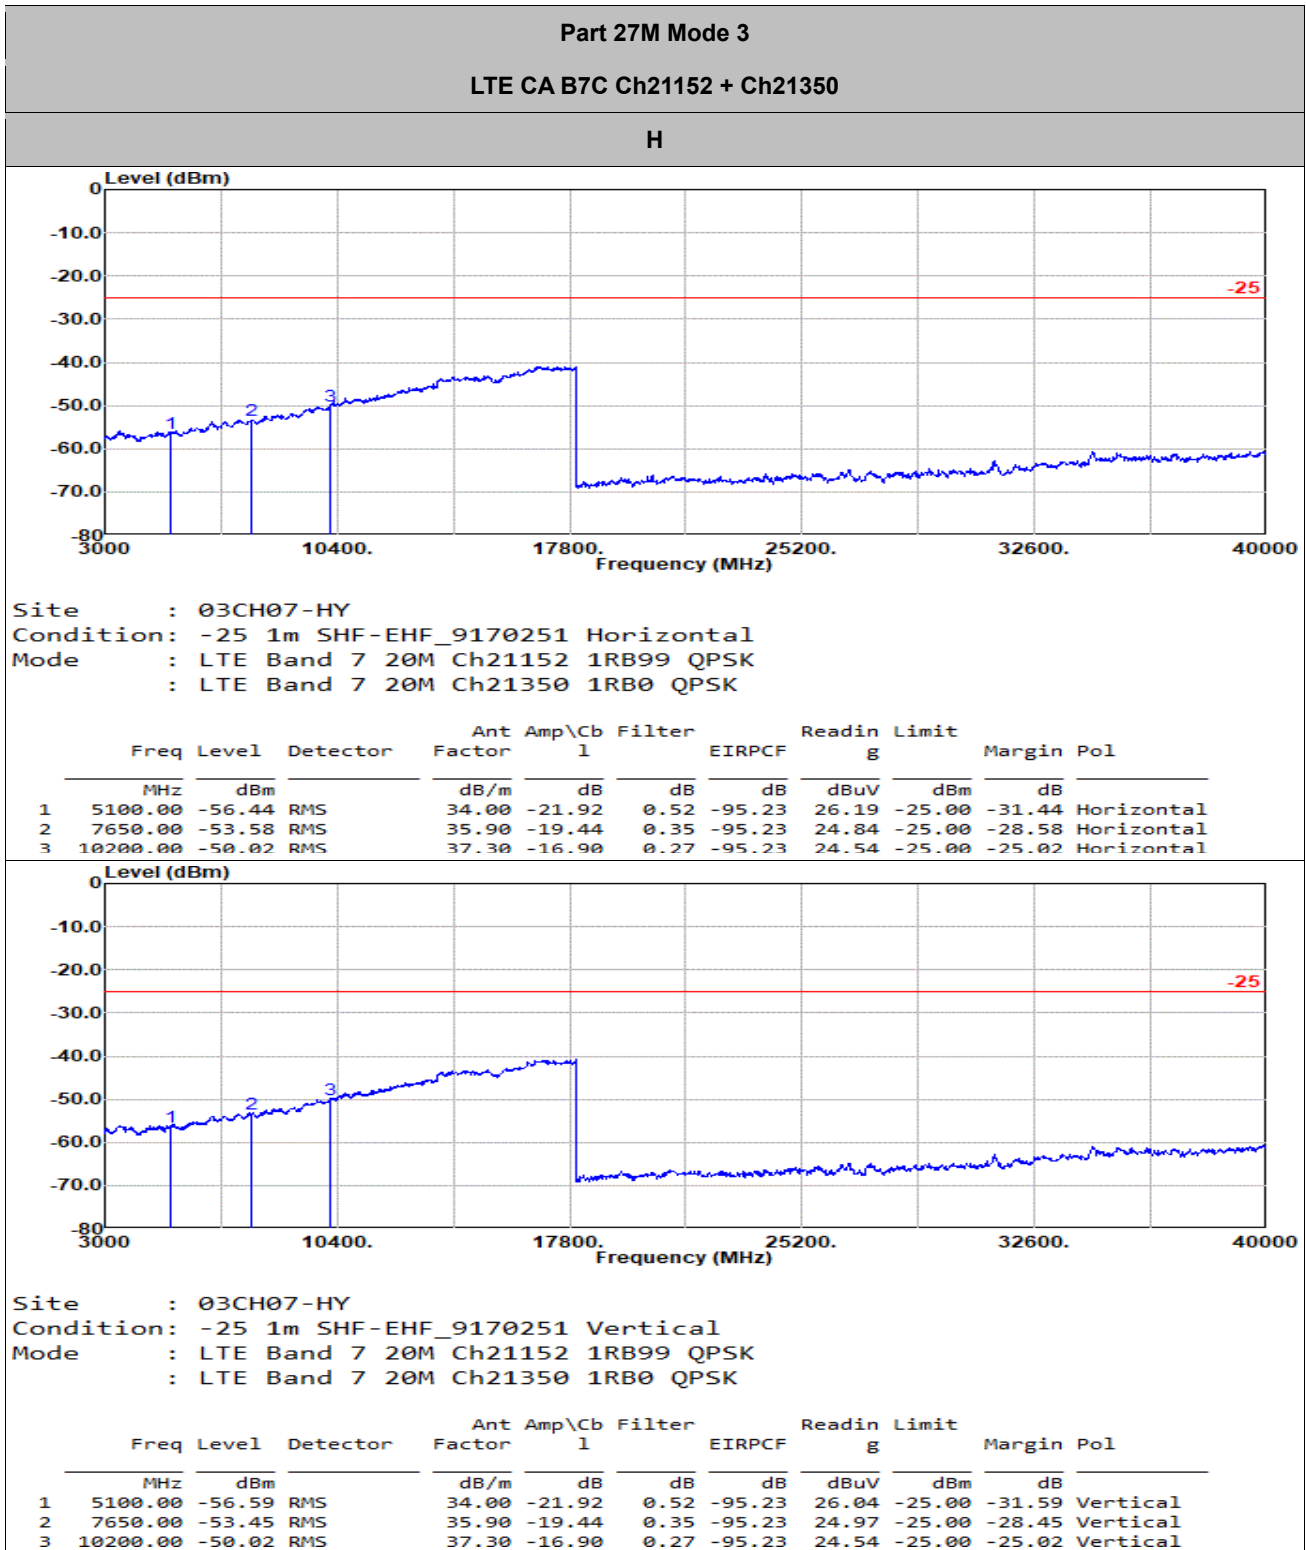 Part 27M Mode 3
LTE CA B7C Ch21152 + Ch21350
H
Level (dBm)
0
-10.0
-20.0
-25
-30.0
-40.0
-50.0
-60.0
-70.0
-80
1 2 3
3000 10400. 17800. 25200. 32600. 40000
Frequency (MHz)
Site : 03CH07-HY
Condition: -25 1m SHF-EHF_9170251 Horizontal
Mode : LTE Band 7 20M Ch21152 1RB99 QPSK
: LTE Band 7 20M Ch21350 1RB0 QPSK
Ant Amp\Cb Filter Readin Limit
Freq Level Detector Factor l EIRPCF g Margin Pol
MHz dBm dB/m dB dB dB dBuV dBm dB
1 5100.00 -56.44 RMS 34.00 -21.92 0.52 -95.23 26.19 -25.00 -31.44 Horizontal
2 7650.00 -53.58 RMS 35.90 -19.44 0.35 -95.23 24.84 -25.00 -28.58 Horizontal
3 10200.00 -50.02 RMS 37.30 -16.90 0.27 -95.23 24.54 -25.00 -25.02 Horizontal
Level (dBm)
0
-10.0
-20.0
-25
-30.0
-40.0
-50.0
-60.0
-70.0
-80
1 2 3
3000 10400. 17800. 25200. 32600. 40000
Frequency (MHz)
Site : 03CH07-HY
Condition: -25 1m SHF-EHF_9170251 Vertical
Mode : LTE Band 7 20M Ch21152 1RB99 QPSK
: LTE Band 7 20M Ch21350 1RB0 QPSK
Ant Amp\Cb Filter Readin Limit
Freq Level Detector Factor l EIRPCF g Margin Pol
MHz dBm dB/m dB dB dB dBuV dBm dB
1 5100.00 -56.59 RMS 34.00 -21.92 0.52 -95.23 26.04 -25.00 -31.59 Vertical
2 7650.00 -53.45 RMS 35.90 -19.44 0.35 -95.23 24.97 -25.00 -28.45 Vertical
3 10200.00 -50.02 RMS 37.30 -16.90 0.27 -95.23 24.54 -25.00 -25.02 Vertical